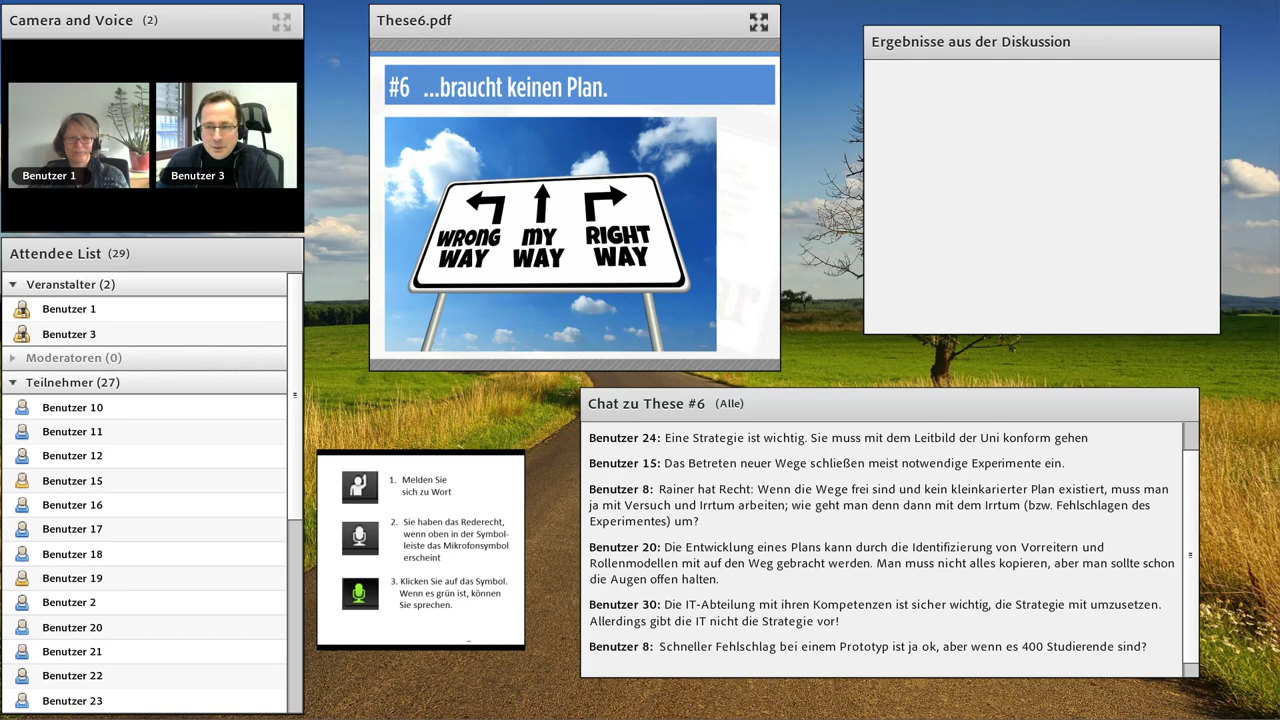 Camera and Voice (2)
Benutzer 1
Benutzer 3
Attendee List (29)
Veranstalter (2)
Benutzer 1
Benutzer 3
Moderatoren (0)
Teilnehmer (27)
Benutzer 10
Benutzer 11
Benutzer 12
Benutzer 15
Benutzer 16
Benutzer 17
Benutzer 18
Benutzer 19
Benutzer 2
Benutzer 20
Benutzer 21
Benutzer 22
Benutzer 23
These6.pdf
#6 ...braucht keinen Plan.
WRONG MY RIGHT
WAY WAY WAY
1. Melden Sie
sich zu Wort
2. Sie haben das Rederecht,
wenn oben in der Symbol-
leiste das Mikrofonsymbol
erscheint
3. Klicken Sie auf das Symbol.
Wenn es grün ist, können
Sie sprechen.
Ergebnisse aus der Diskussion
Chat zu These #6 (Alle)
Benutzer 24: Eine Strategie ist wichtig. Sie muss mit dem Leitbild der Uni konform gehen
Benutzer 15: Das Betreten neuer Wege schließen meist notwendige Experimente ein.
Benutzer 8: Rainer hat Recht: Wenn die Wege frei sind und kein kleinkarierter Plan existiert, muss man
ja mit Versuch und Irrtum arbeiten; wie geht man denn dann mit dem Irrtum (bzw. Fehlschlagen des
Experimentes) um?
Benutzer 20: Die Entwicklung eines Plans kann durch die Identifizierung von Vorreitern und
Rollenmodellen mit auf den Weg gebracht werden. Man muss nicht alles kopieren, aber man sollte schon
die Augen offen halten.
Benutzer 30: Die IT-Abteilung mit ihren Kompetenzen ist sicher wichtig, die Strategie mit umzusetzen.
Allerdings gibt die IT nicht die Strategie vor!
Benutzer 8: Schneller Fehlschlag bei einem Prototyp ist ja ok, aber wenn es 400 Studierende sind?